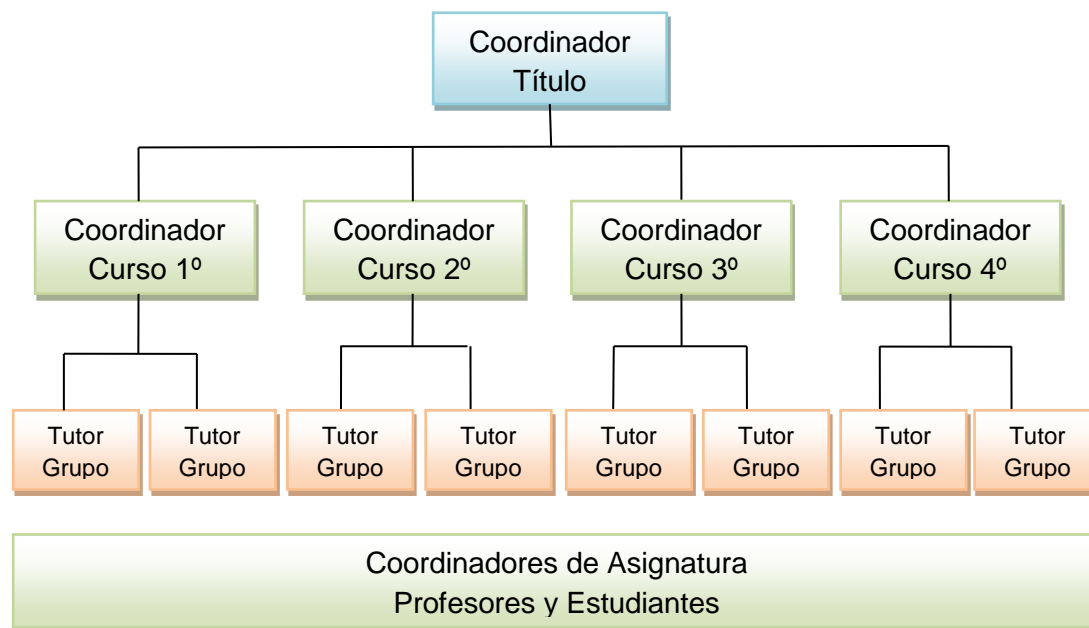 Coordinador
Título
Coordinador
Curso 1º
Coordinador
Curso 2º
Coordinador
Curso 3º
Coordinador
Curso 4º
Tutor
Grupo
Tutor
Grupo
Tutor
Grupo
Tutor
Grupo
Tutor
Grupo
Tutor
Grupo
Tutor
Grupo
Tutor
Grupo
Coordinadores de Asignatura
Profesores y Estudiantes